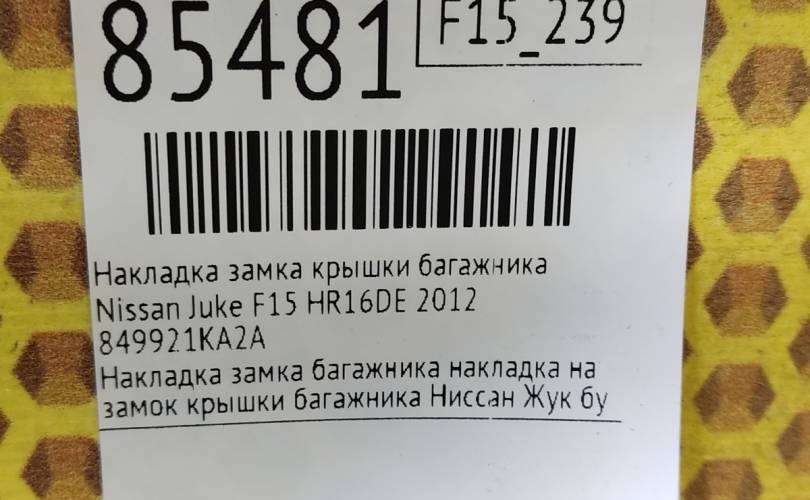 85481
F15_239
Накладка замка крышки багажника
Nissan Juke F15 HR16DE 2012
849921KA2A
Накладка замка багажника накладка на
замок крышки багажника Ниссан Жук бу